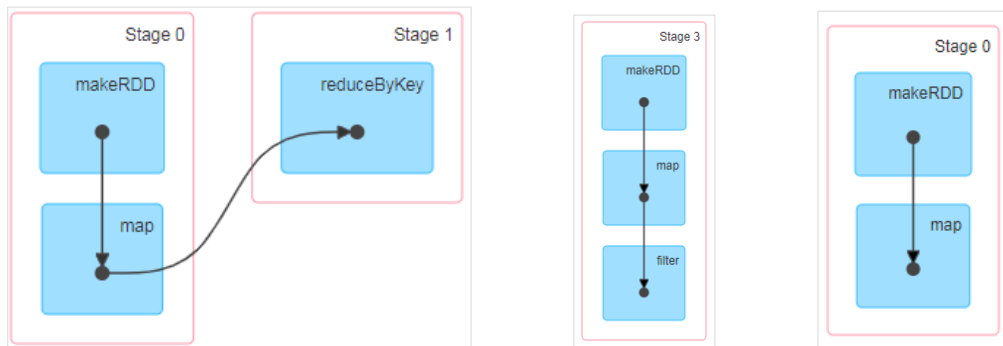 Stage 0
makeRDD
map
Stage 1
reduceByKey
Stage 3
makeRDD
map
filter
Stage 0
makeRDD
map